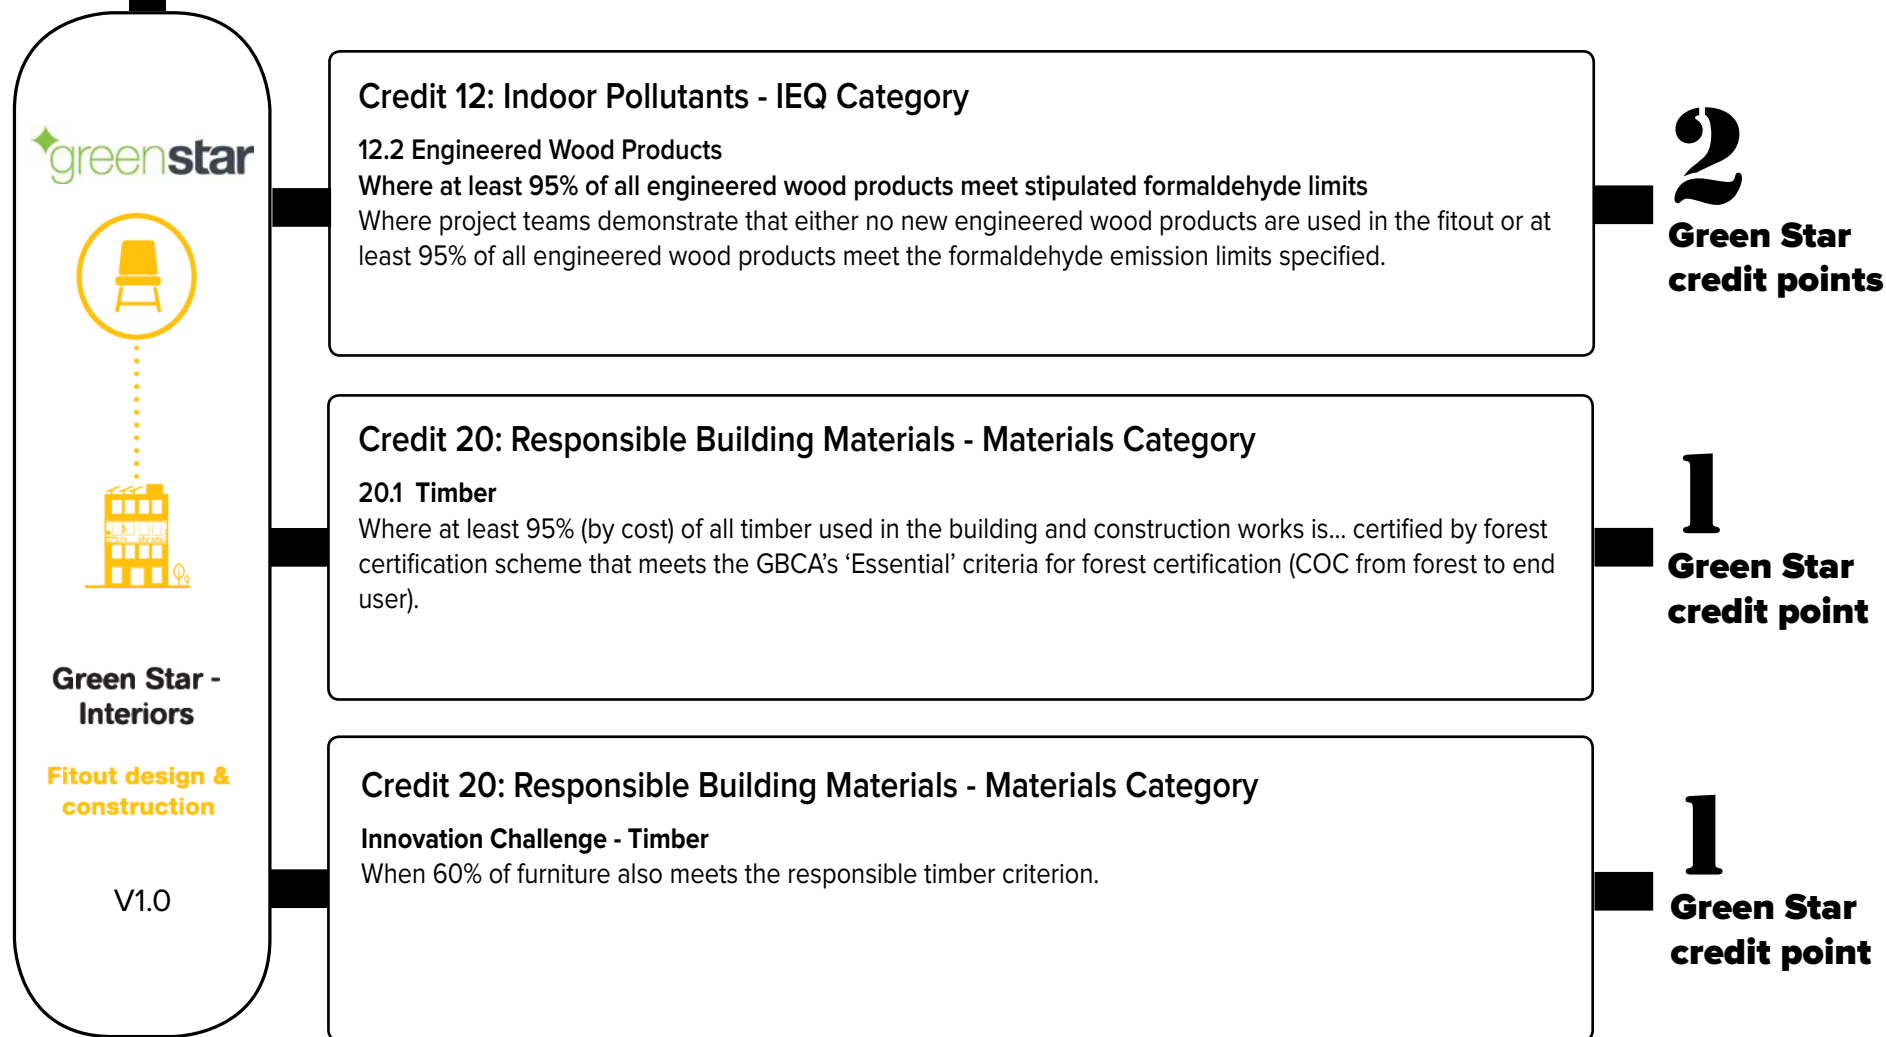 greenstar
Green Star -
Interiors
Fitout design &
construction
V1.0
Credit 12: Indoor Pollutants - IEQ Category
12.2 Engineered Wood Products
Where at least 95% of all engineered wood products meet stipulated formaldehyde limits
Where project teams demonstrate that either no new engineered wood products are used in the fitout or at
least 95% of all engineered wood products meet the formaldehyde emission limits specified.
2
Green Star
credit points
Credit 20: Responsible Building Materials - Materials Category
20.1 Timber
Where at least 95% (by cost) of all timber used in the building and construction works is... certified by forest
certification scheme that meets the GBCA’s ‘Essential’ criteria for forest certification (COC from forest to end
user).
1
Green Star
credit point
Credit 20: Responsible Building Materials - Materials Category
Innovation Challenge - Timber
When 60% of furniture also meets the responsible timber criterion.
1
Green Star
credit point